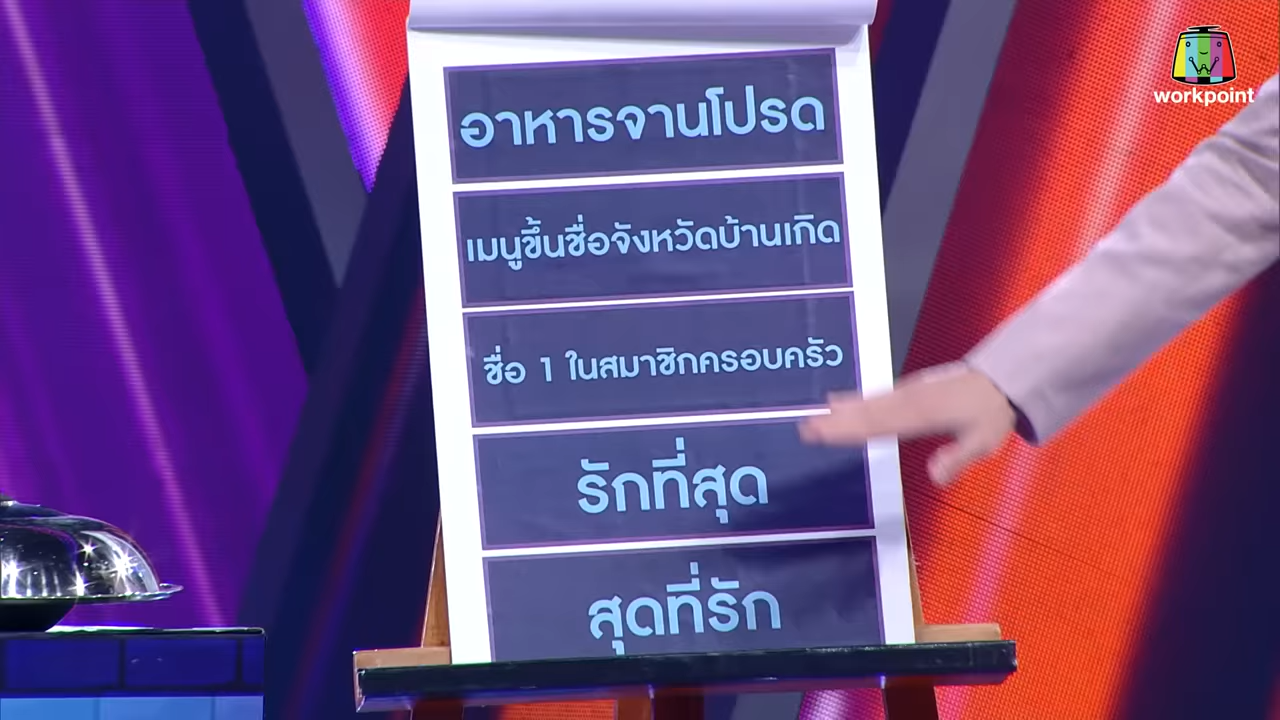 workpoint
อาหารจานโปรด
เมนูขึ้นชื่อจังหวัดบ้านเกิด
ชื่อ 1 ในสมาชิกครอบครัว
รักที่สุด
สุดที่รัก